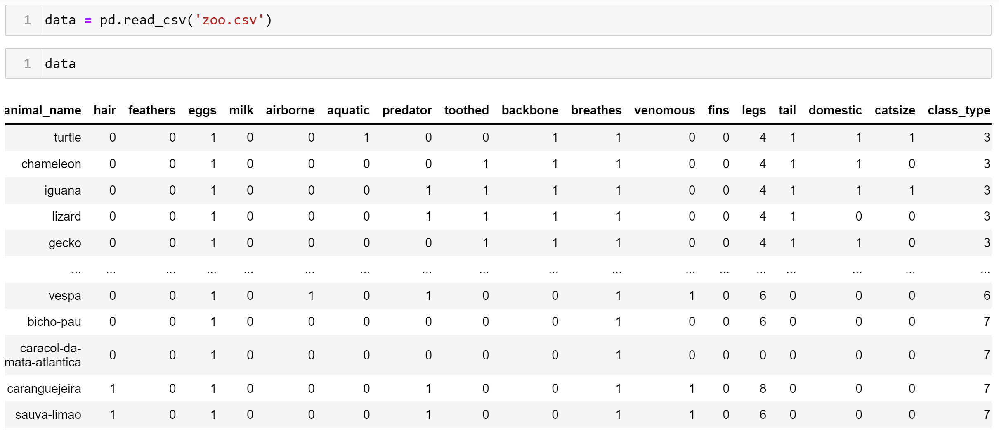 1 data = pd.read_csv('zoo.csv')
1 data
animal_name hair feathers eggs milk airborne aquatic predator toothed backbone breathes venomous fins legs tail domestic catsize class_type
turtle 0 0 1 0 0 1 0 0 1 1 0 0 4 1 1 1 3
chameleon 0 0 1 0 0 0 0 1 1 1 0 0 4 1 1 0 3
iguana 0 0 1 0 0 0 1 1 1 1 0 0 4 1 1 1 3
lizard 0 0 1 0 0 0 1 1 1 1 0 0 4 1 0 0 3
gecko 0 0 1 0 0 0 0 1 1 1 0 0 4 1 1 0 3
... ... ... ... ... ... ... ... ... ... ... ... ... ... ... ... ... ...
vespa 0 0 1 0 1 0 1 0 0 1 1 0 6 0 0 0 6
bicho-pau 0 0 1 0 0 0 0 0 0 1 0 0 6 0 0 0 7
caracol-da-
mata-atlantica 0 0 1 0 0 0 0 0 0 1 0 0 0 0 0 0 7
caranguejeira 1 0 1 0 0 0 1 0 0 1 1 0 8 0 0 0 7
sauva-limao 1 0 1 0 0 0 1 0 0 1 1 0 6 0 0 0 7